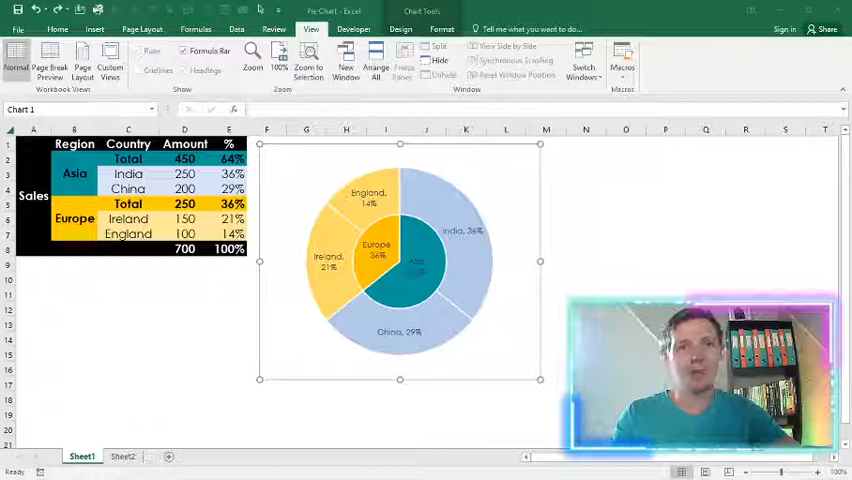 Pie Chart - Excel
Chart Tools
Sign in
Share
File
Home
Insert
Page Layout
Formulas
Data
Review
View
Developer
Design
Format
Tell me what you want to do...
Normal
Page Break Preview
Page Layout
Custom Views
Workbook Views
Ruler
Formula Bar
Gridlines
Headings
Show
Zoom
100%
Zoom to Selection
Zoom
New Window
Arrange All
Freeze Panes
Split
Hide
Unhide
View Side by Side
Synchronous Scrolling
Reset Window Position
Window
Switch Windows
Macros
Macros
Chart 1
fx
A B C D E F G H I J K L M N O P Q R S T
1 Region Country Amount %
2 Total 450 64%
3 Asia India 250 36%
4 China 200 29%
5 Sales Total 250 36%
6 Europe Ireland 150 21%
7 England 100 14%
8 700 100%
9
10
11
12
13
14
15
16
17
18
19
20
21
England,
14%
India, 36%
Europe
36%
Asia
Ireland,
21%
China, 29%
Sheet1
Sheet2
Ready
100%